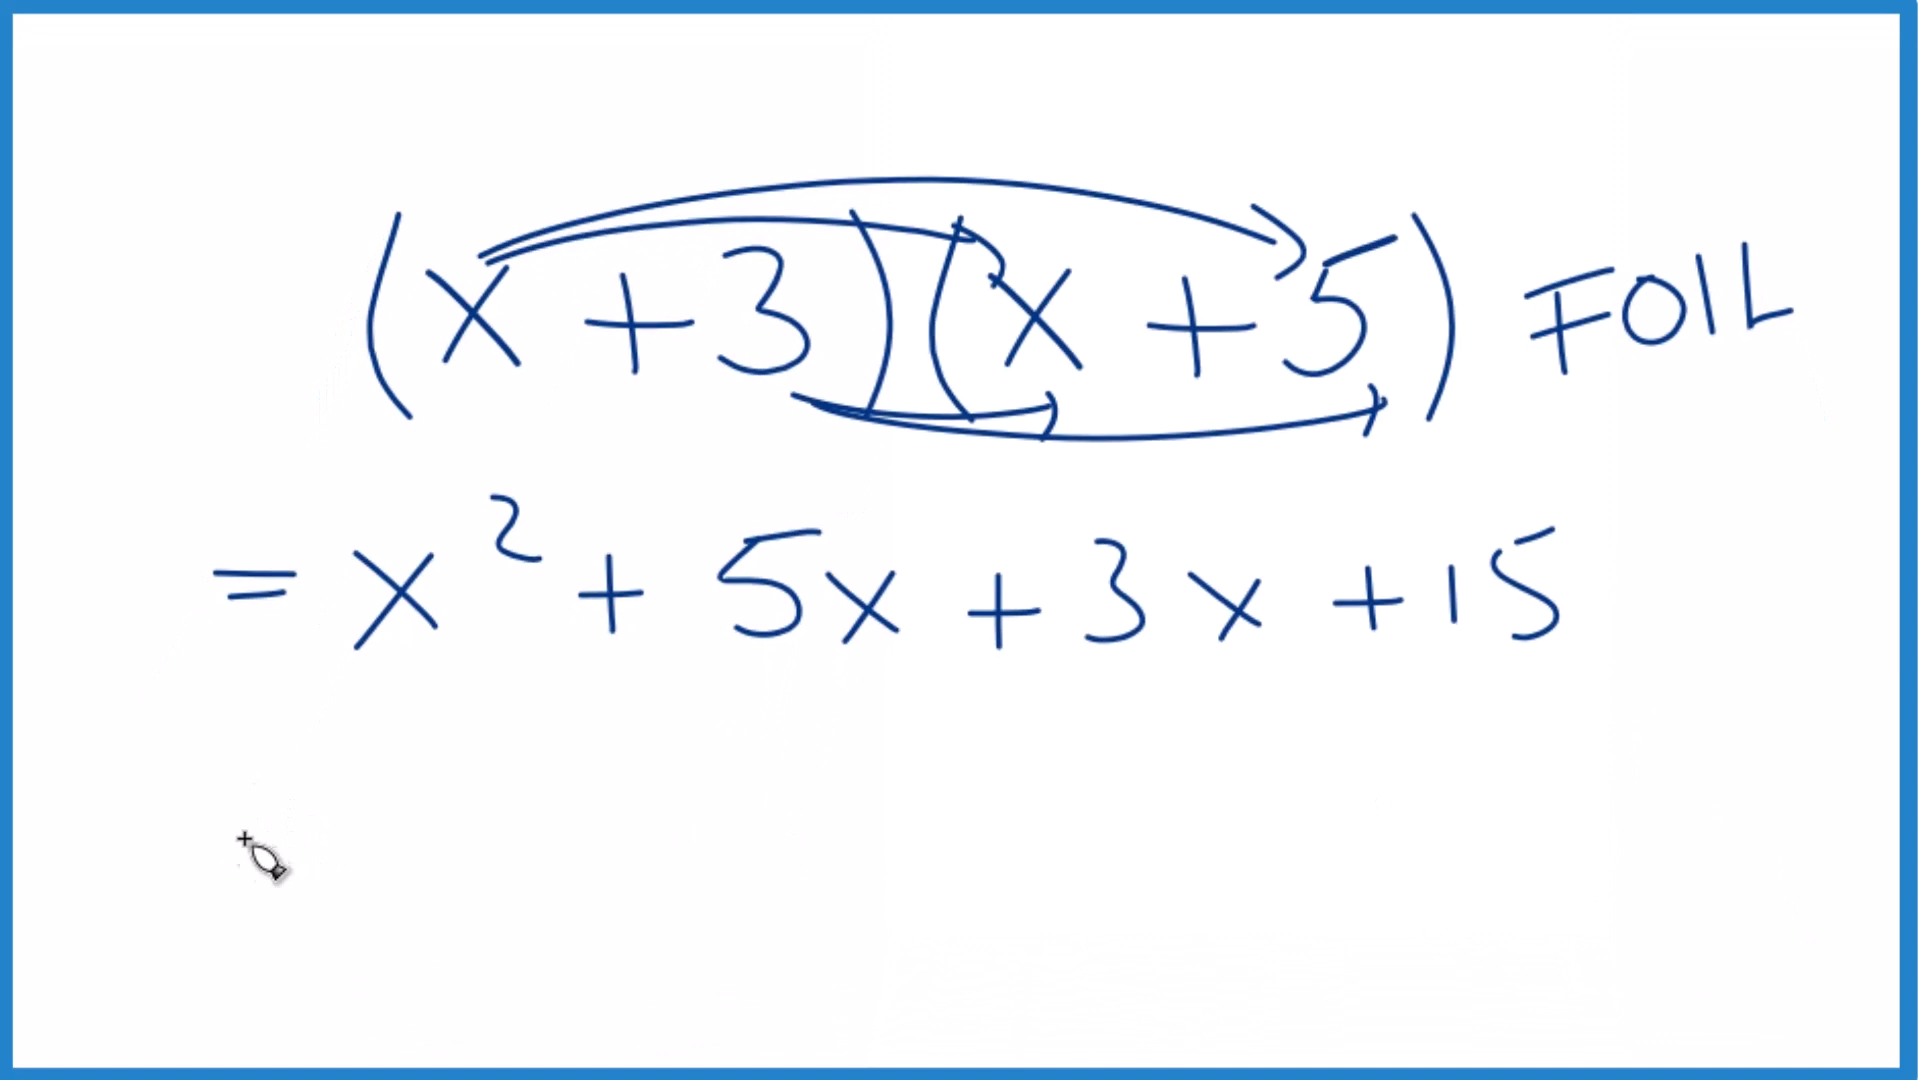 (x + 3)(x + 5) FOIL
= x² + 5x + 3x + 15